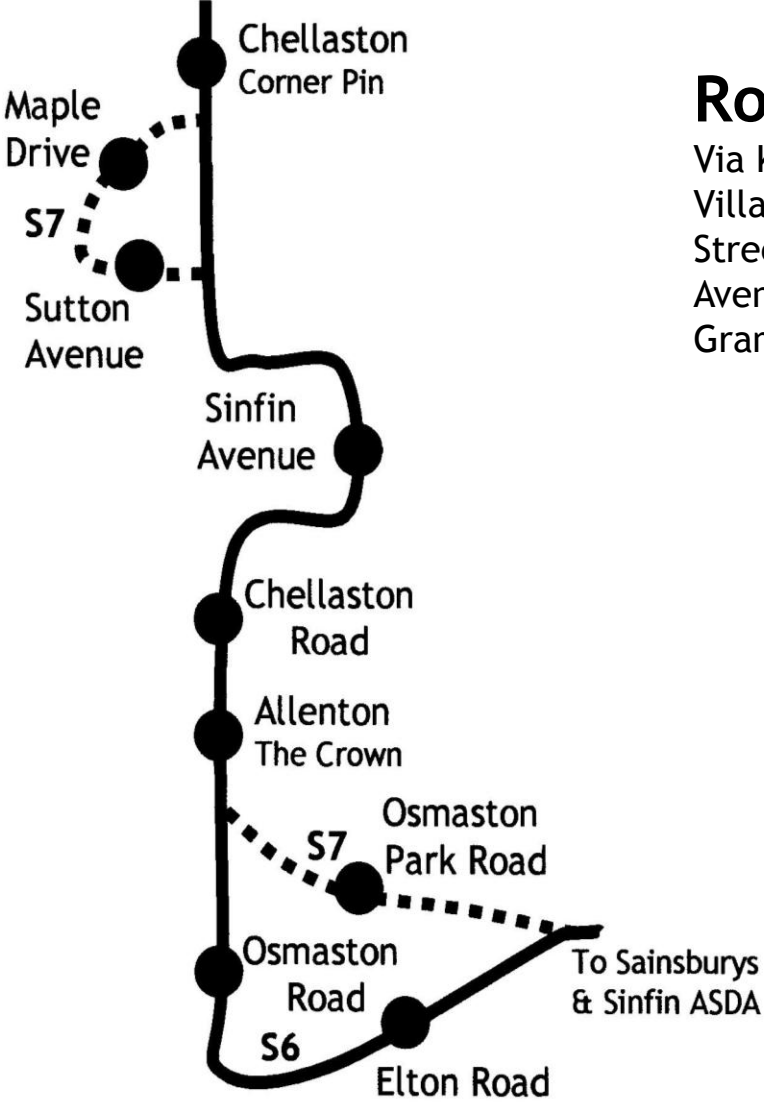 Chellaston
Corner Pin
Maple
Drive
S7
Sutton
Avenue
Sinfin
Avenue
Chellaston
Road
Allenton
The Crown
Osmaston
Park Road
S7
Osmaston
Road
To Sainsburys
& Sinfin ASDA
S6
Elton Road
Via